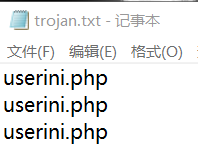 trojan.txt - 记事本
文件(F) 编辑(E) 格式(O)
userini.php
userini.php
userini.php